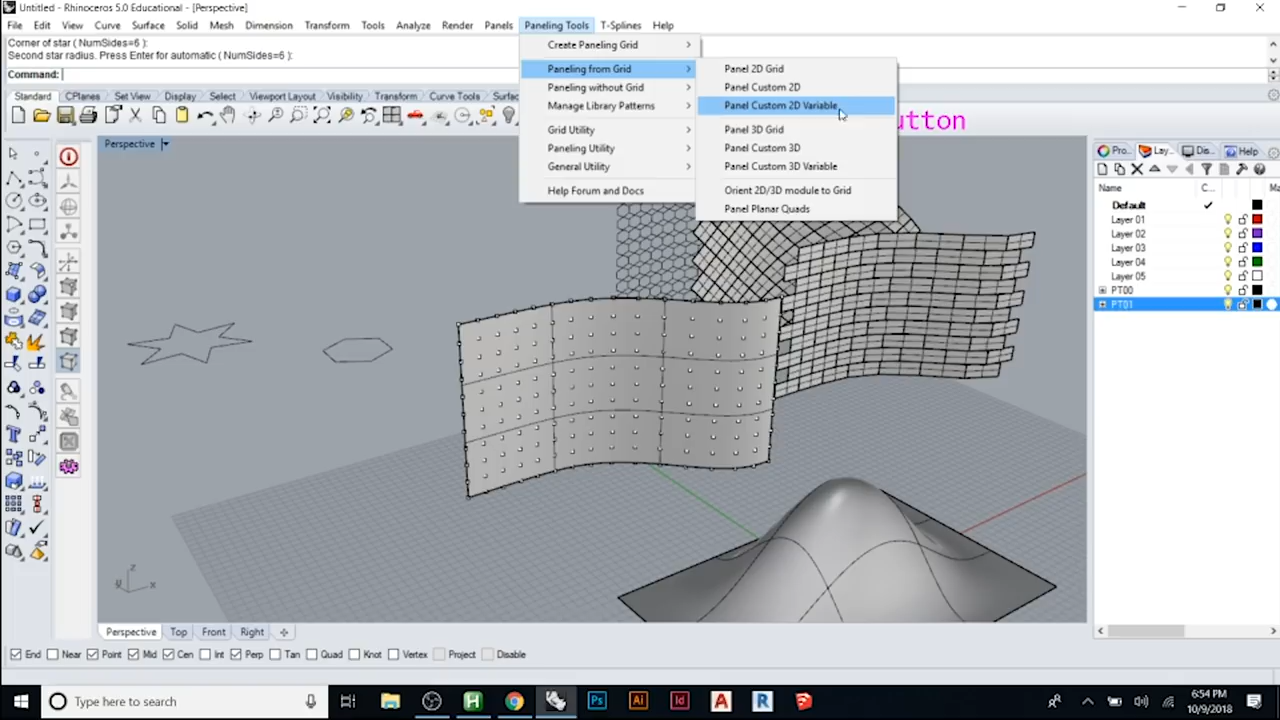 Untitled - Rhinoceros 5.0 Educational - [Perspective]
File Edit View Curve Surface Solid Mesh Dimension Transform Tools Analyze Render Panels Paneling Tools T-Splines Help
Corner of star ( NumSides=6 ):
Second star radius. Press Enter for automatic ( NumSides=6 ):
Command:
Standard CPlanes Set View Display Select Viewport Layout Visibility Transform Curve Tools Surfac
Create Paneling Grid
Paneling from Grid
Paneling without Grid
Manage Library Patterns
Grid Utility
Paneling Utility
General Utility
Help Forum and Docs
Panel 2D Grid
Panel Custom 2D
Panel Custom 2D Variable
Panel 3D Grid
Panel Custom 3D
Panel Custom 3D Variable
Orient 2D/3D module to Grid
Panel Planar Quads
utton
Perspective
Pro... Lay... Dis... Help
Name C... Ma
Default
Layer 01
Layer 02
Layer 03
Layer 04
Layer 05
PT00
PT01
z
y x
Perspective Top Front Right
End Near Point Mid Cen Int Perp Tan Quad Knot Vertex Project Disable
Type here to search
6:54 PM
10/9/2018